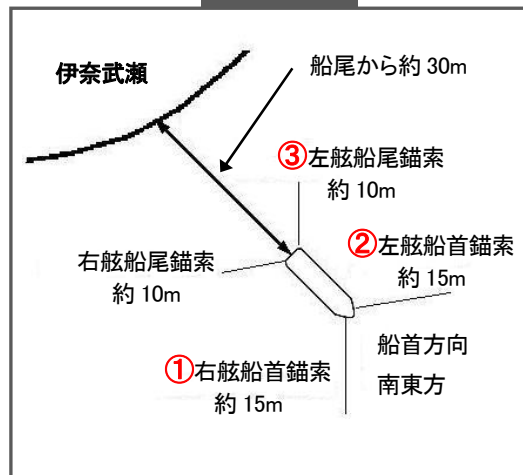 伊奈武瀬
船尾から約 30m
③左舷船尾錨索
約 10m
②左舷船首錨索
約 15m
右舷船尾錨索
約 10m
船首方向
南東方
①右舷船首錨索
約 15m